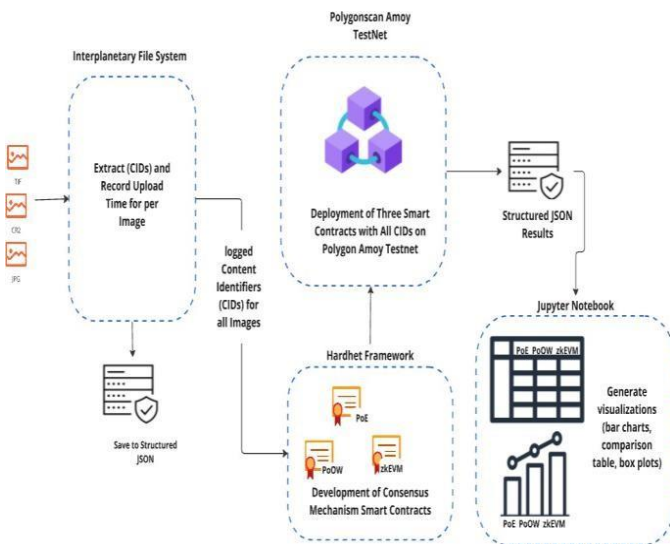 Polygonscan Amoy
TestNet
Interplanetary File System
TIF
CR2
JPG
Extract (CIDs) and
Record Upload
Time for per
Image
Deployment of Three Smart
Contracts with All CIDs on
Polygon Amoy Testnet
Structured JSON
Results
logged
Content
Identifiers
(CIDs) for
all Images
Save to Structured
JSON
Hardhet Framework
PoE
PoOW
zkEVM
Development of Consensus
Mechanism Smart Contracts
Jupyter Notebook
PoE PoOW zkEVM
Generate
visualizations
(bar charts,
comparison
table, box plots)
PoE PoOW zkEVM